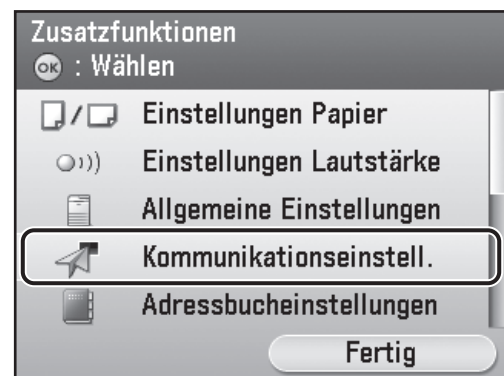 Zusatzfunktionen
OK : Wählen
Einstellungen Papier
Einstellungen Lautstärke
Allgemeine Einstellungen
Kommunikationseinstell.
Adressbucheinstellungen
Fertig